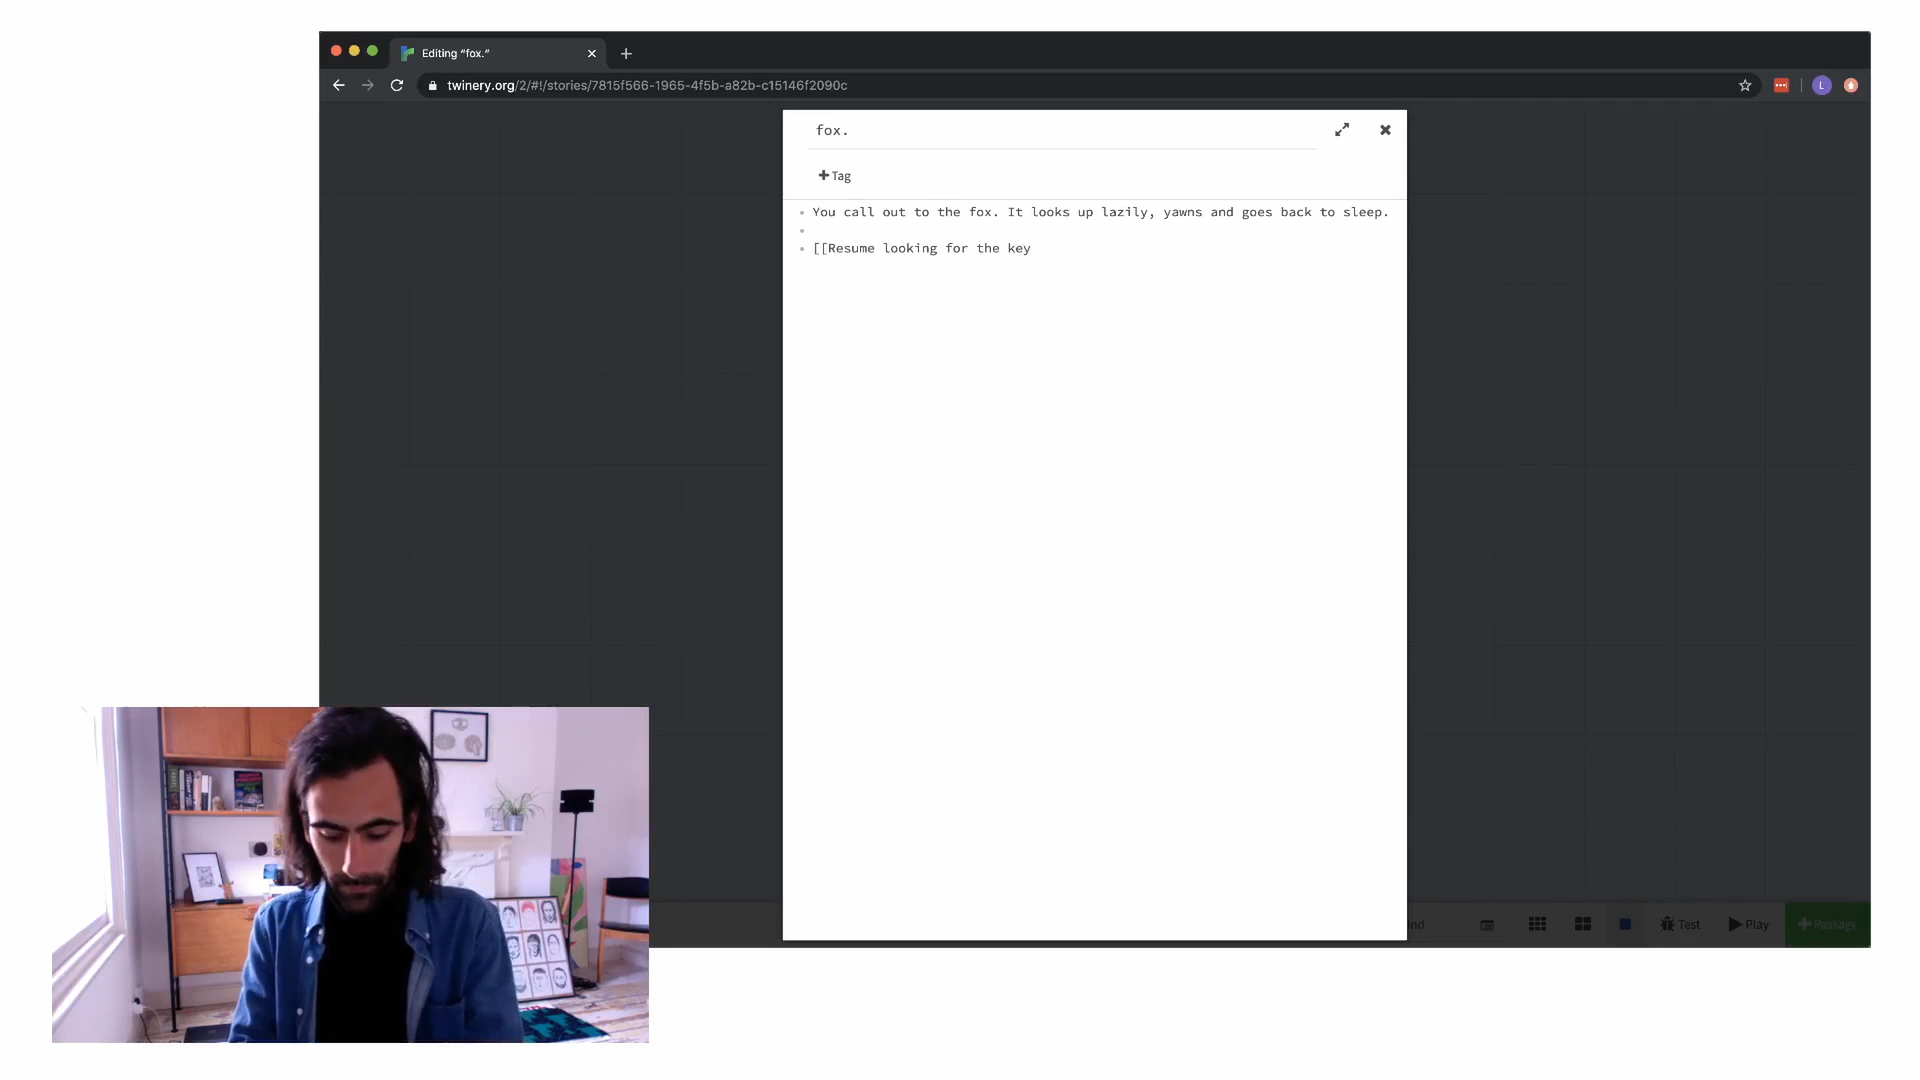 Editing “fox.”
twinery.org/2/#!/stories/7815f566-1965-4f5b-a82b-c15146f2090c
L
fox.
Tag
You call out to the fox. It looks up lazily, yawns and goes back to sleep.
[[Resume looking for the key
ind
Test
Play
Passage